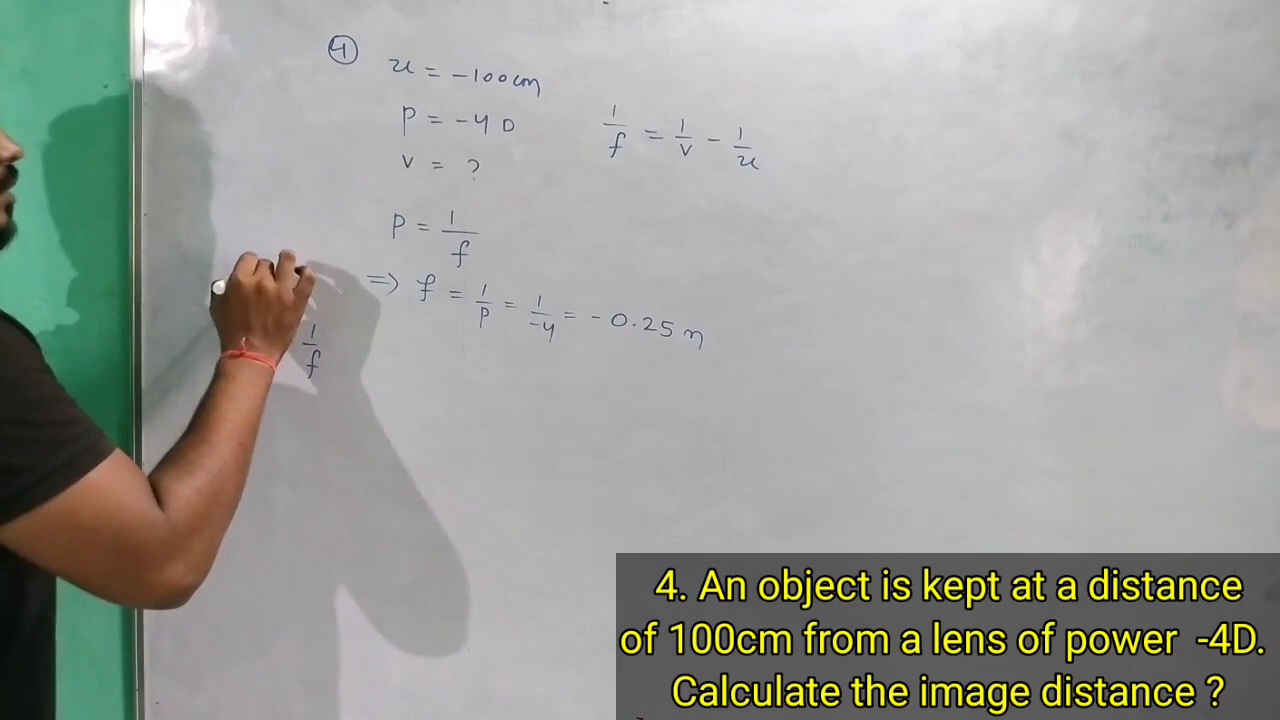 4
u = -100cm
P = -4 D
v = ?
1/f = 1/v - 1/u
P = 1/f
=> f = 1/P = 1/-4 = -0.25 m
1/f
4. An object is kept at a distance
of 100cm from a lens of power -4D.
Calculate the image distance ?